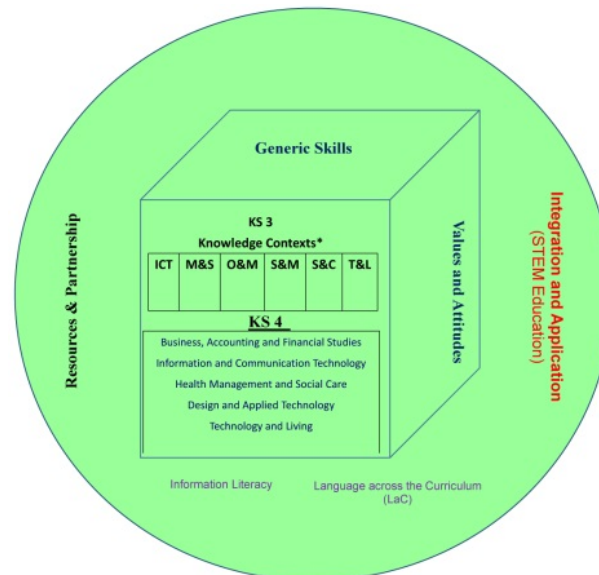 Generic Skills
KS 3
Knowledge Contexts*
ICT M&S O&M S&M S&C T&L
KS 4
Business, Accounting and Financial Studies
Information and Communication Technology
Health Management and Social Care
Design and Applied Technology
Technology and Living
Values and Attitudes
Resources & Partnership
Integration and Application
(STEM Education)
Information Literacy
Language across the Curriculum
(LaC)